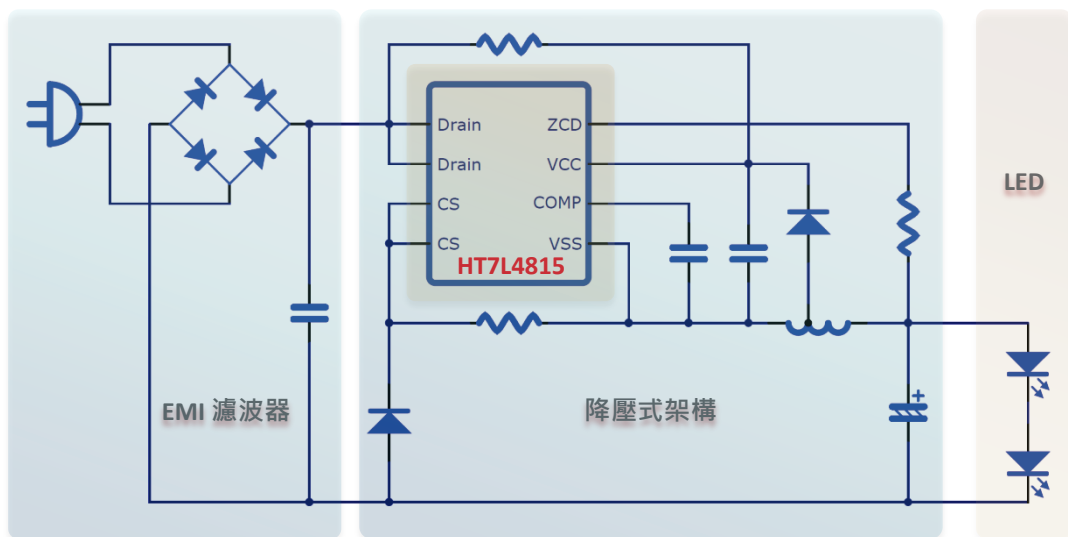 Drain
ZCD
Drain
VCC
CS
COMP
CS
VSS
HT7L4815
LED
EMI 濾波器
降壓式架構
+